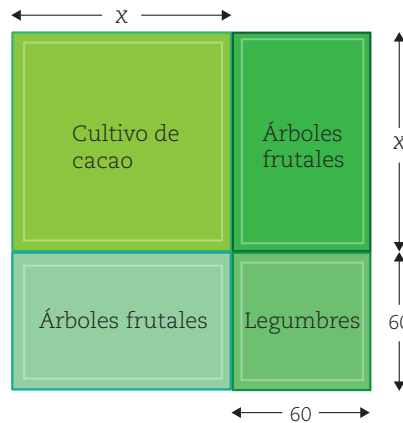 x
Cultivo de
cacao
Árboles
frutales
x
Árboles frutales
Legumbres
60
60